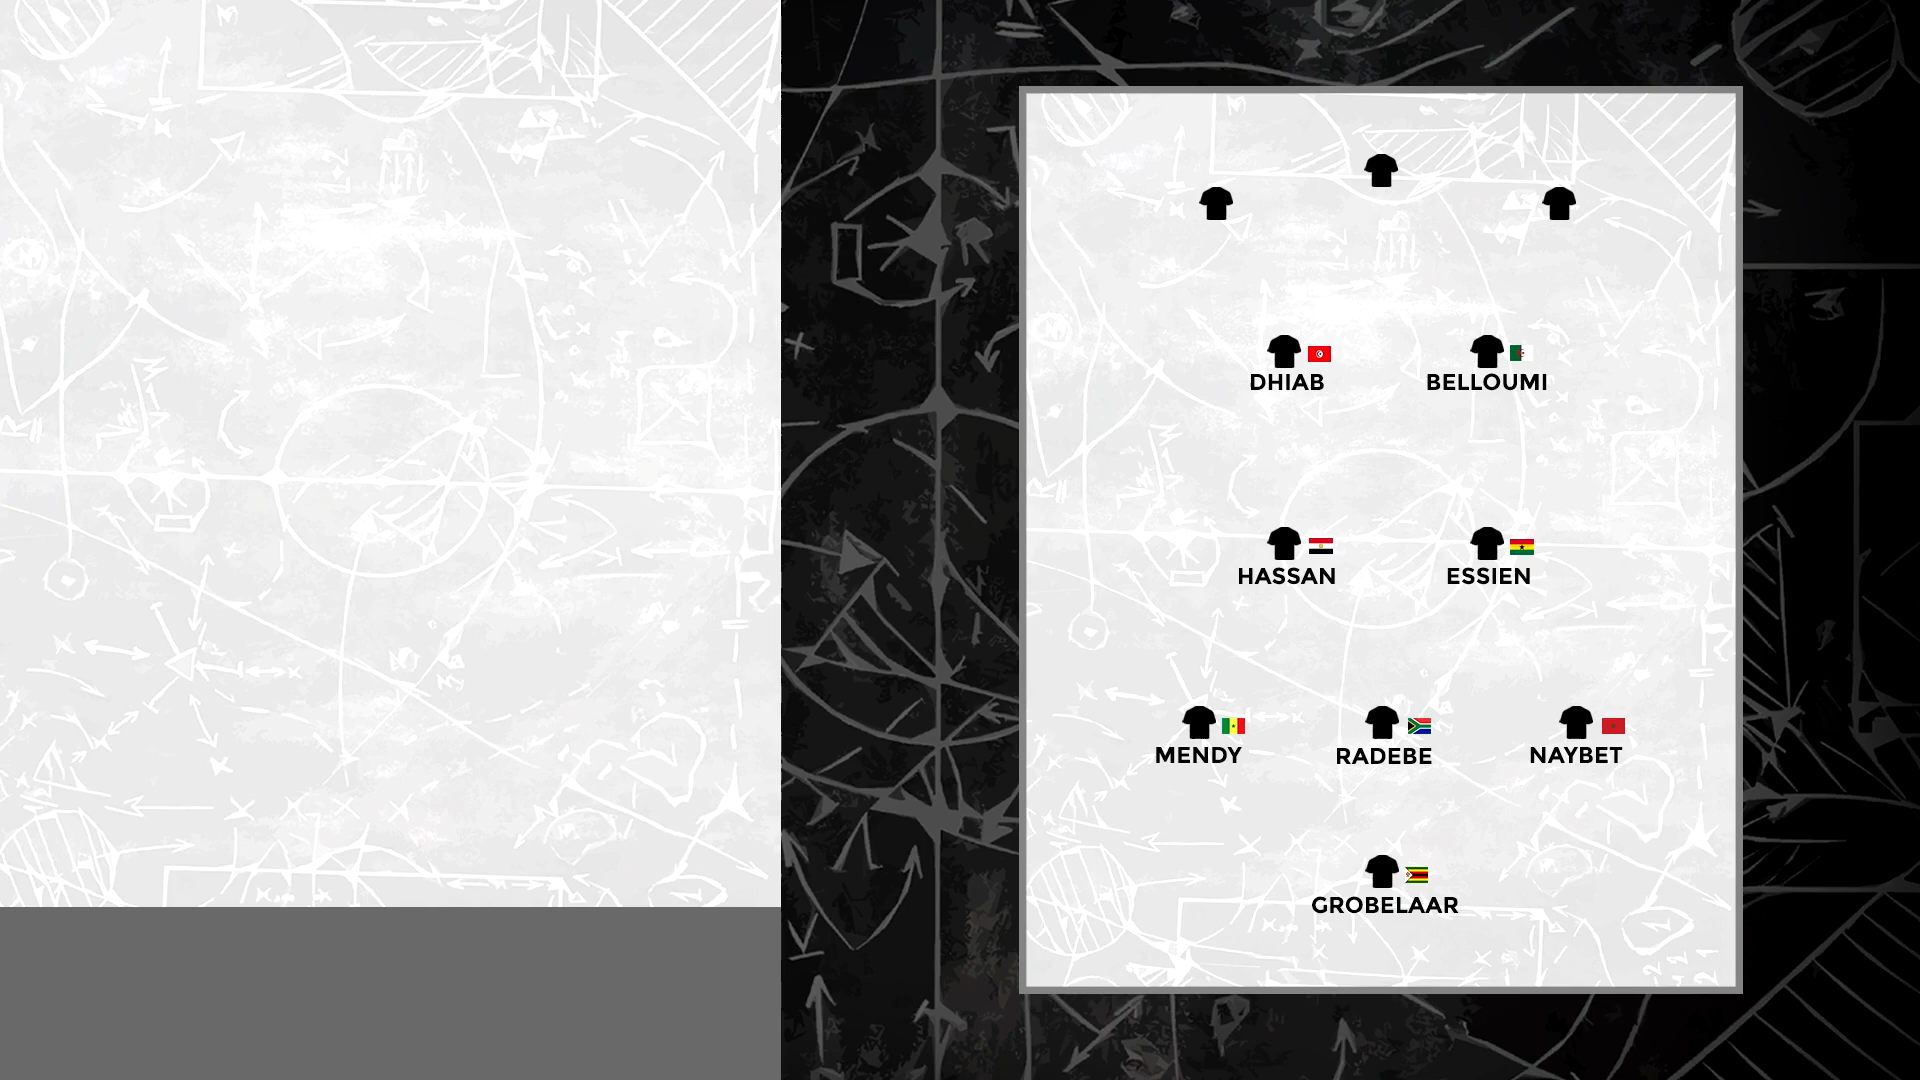 DHIAB
BELLOUMI
HASSAN
ESSIEN
MENDY
RADEBE
NAYBET
GROBELAAR